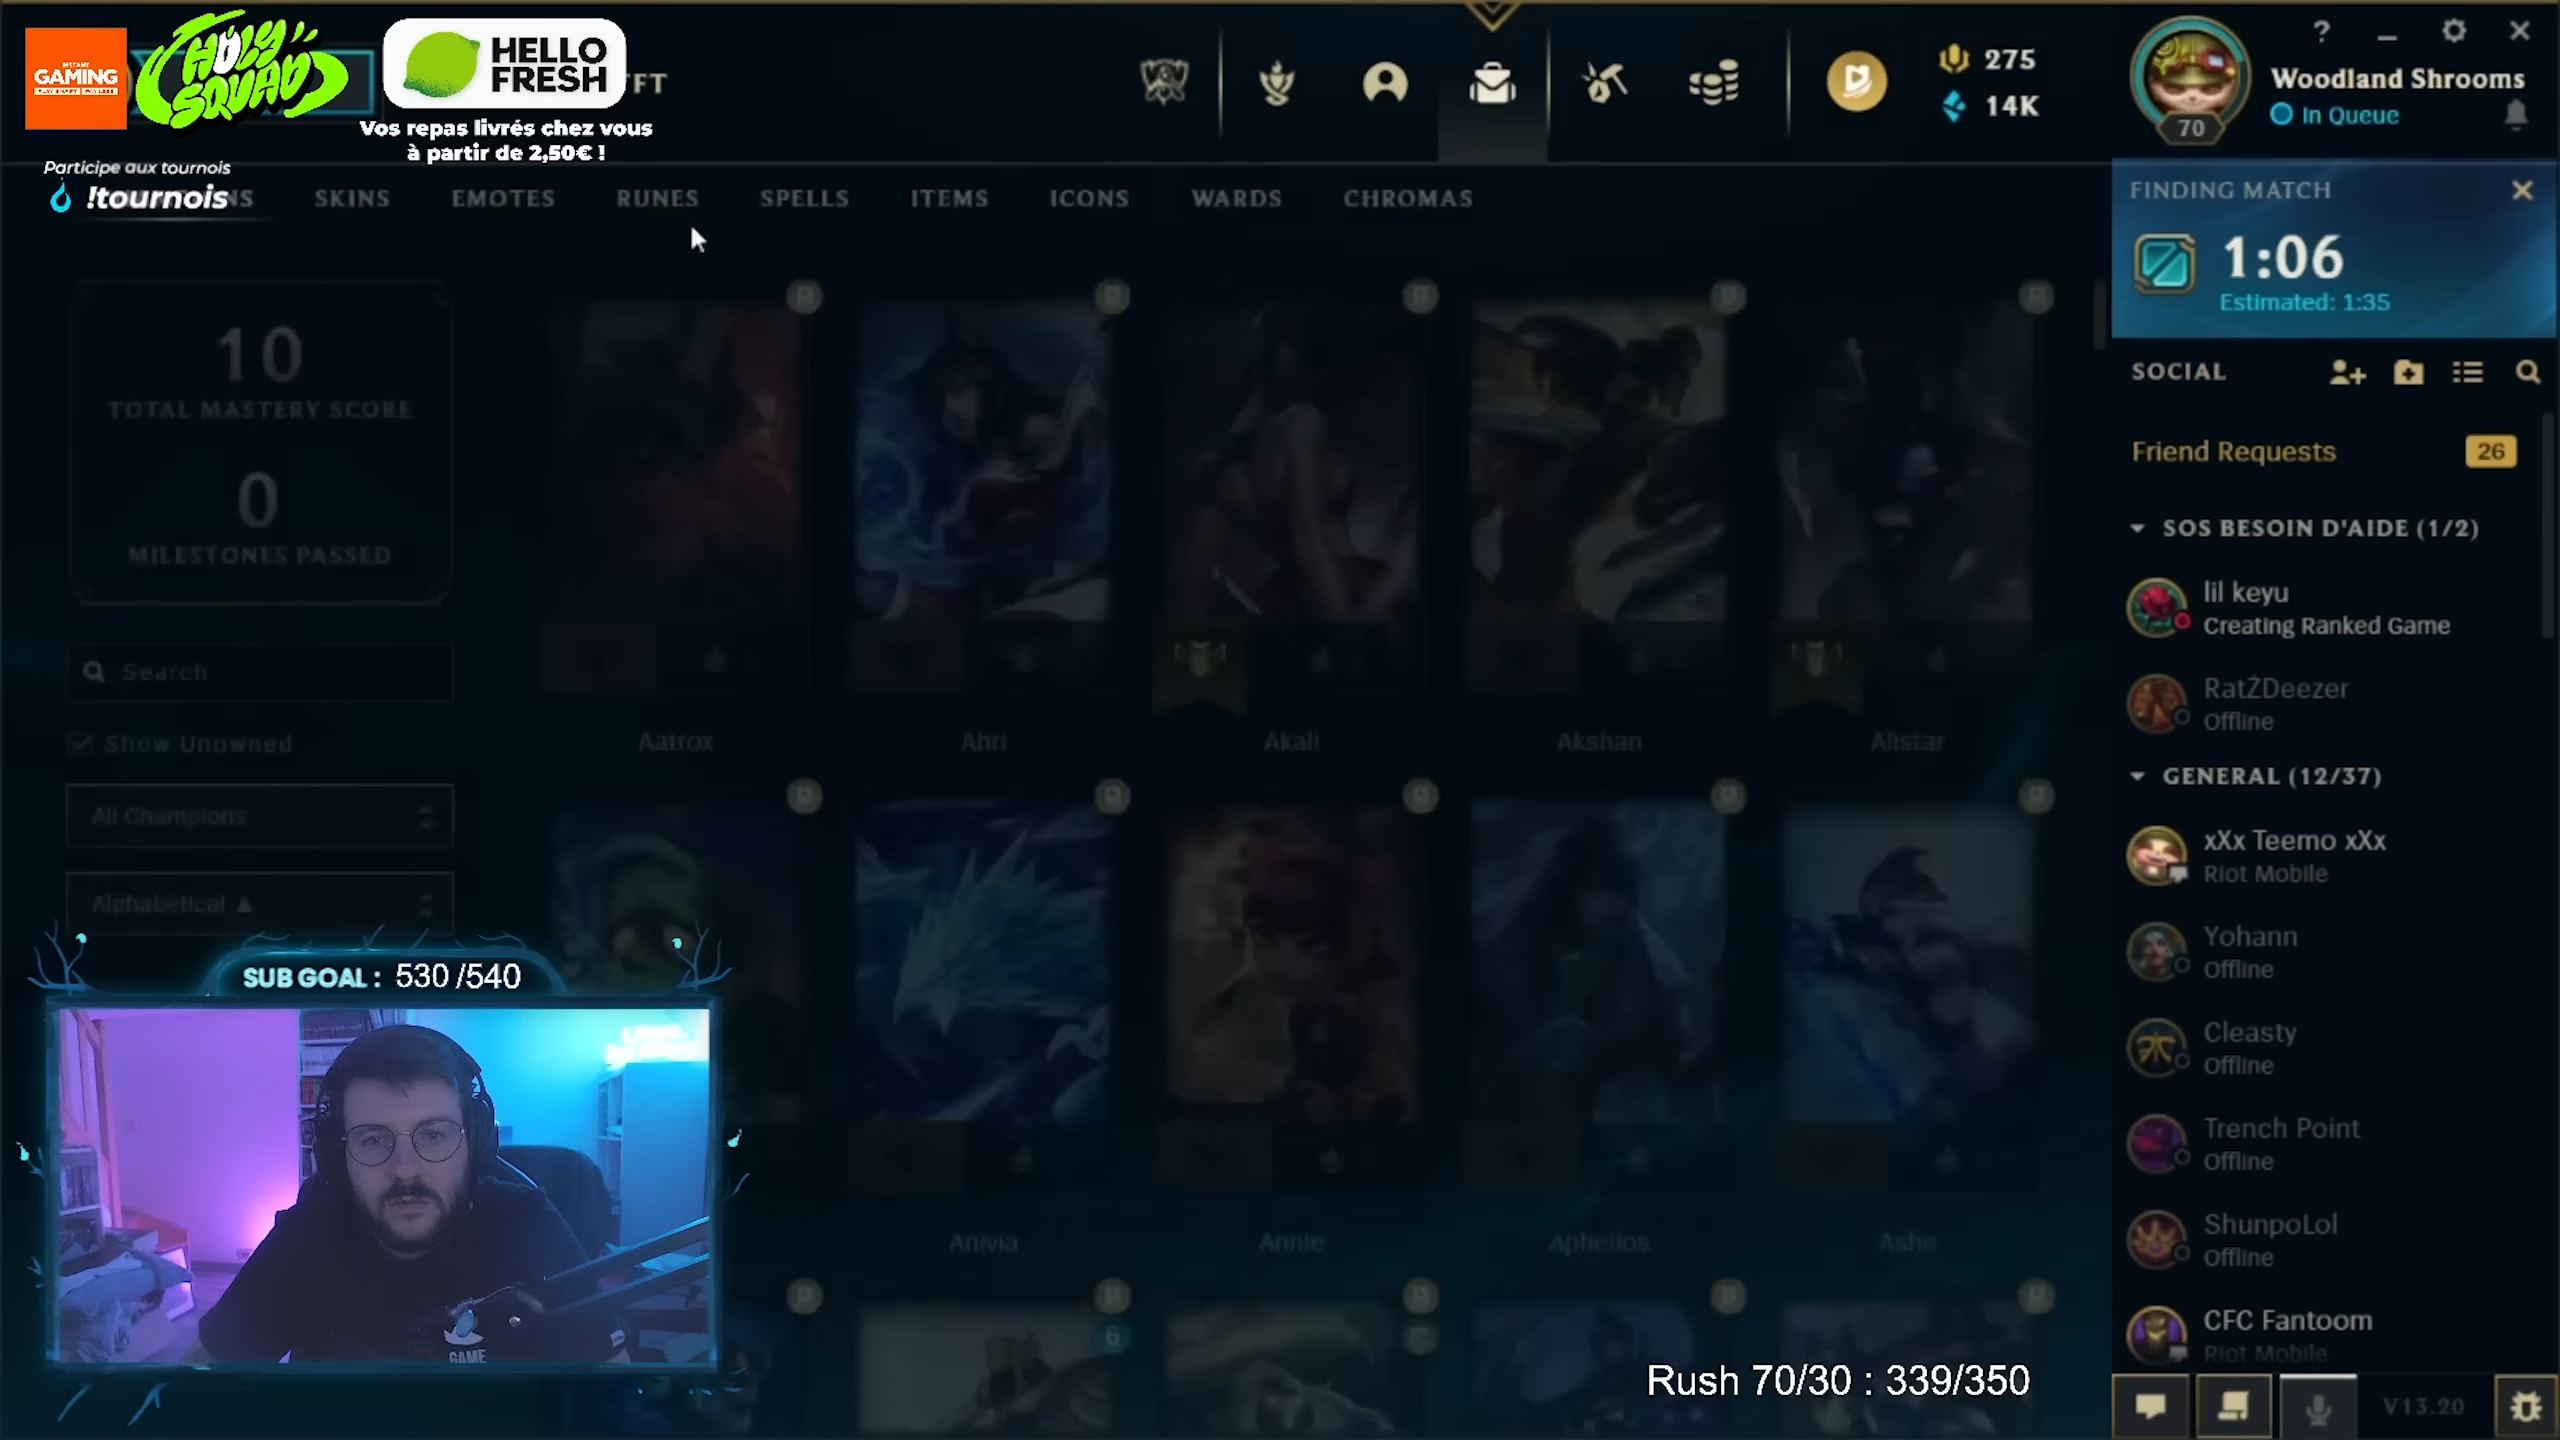 INSTANT
GAMING
HOLY
SQUAD
HELLO
FRESH
FT
Vos repas livrés chez vous
à partir de 2,50€ !
Participe aux tournois
!tournois
NS
SKINS
EMOTES
RUNES
SPELLS
ITEMS
ICONS
WARDS
CHROMAS
275
14K
70
?
Woodland Shrooms
In Queue
FINDING MATCH
1:06
Estimated: 1:35
SOCIAL
Friend Requests
26
SOS BESOIN D'AIDE (1/2)
lil keyu
Creating Ranked Game
RatŻDeezer
Offline
GENERAL (12/37)
xXx Teemo xXx
Riot Mobile
Yohann
Offline
Cleasty
Offline
Trench Point
Offline
ShunpoLol
Offline
CFC Fantoom
Riot Mobile
V13.20
10
TOTAL MASTERY SCORE
0
MILESTONES PASSED
Search
Show Unowned
All Champions
Alphabetical ▲
Aatrox
Ahri
Akali
Akshan
Alistar
Anivia
Annie
Aphelios
Ashe
6
SUB GOAL : 530 /540
GAME
Rush 70/30 : 339/350